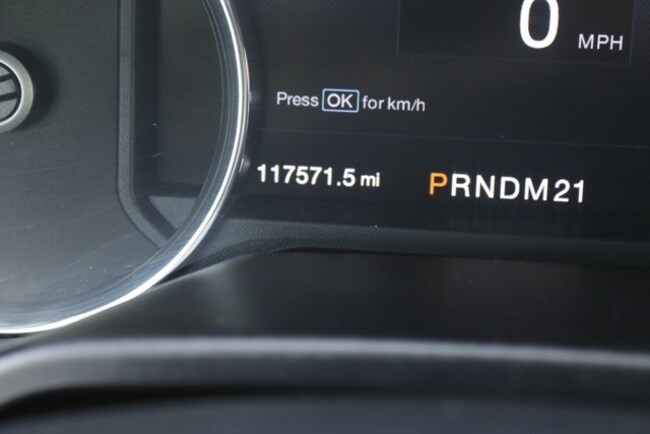 0 MPH
Press OK for km/h
117571.5 mi PRNDM21